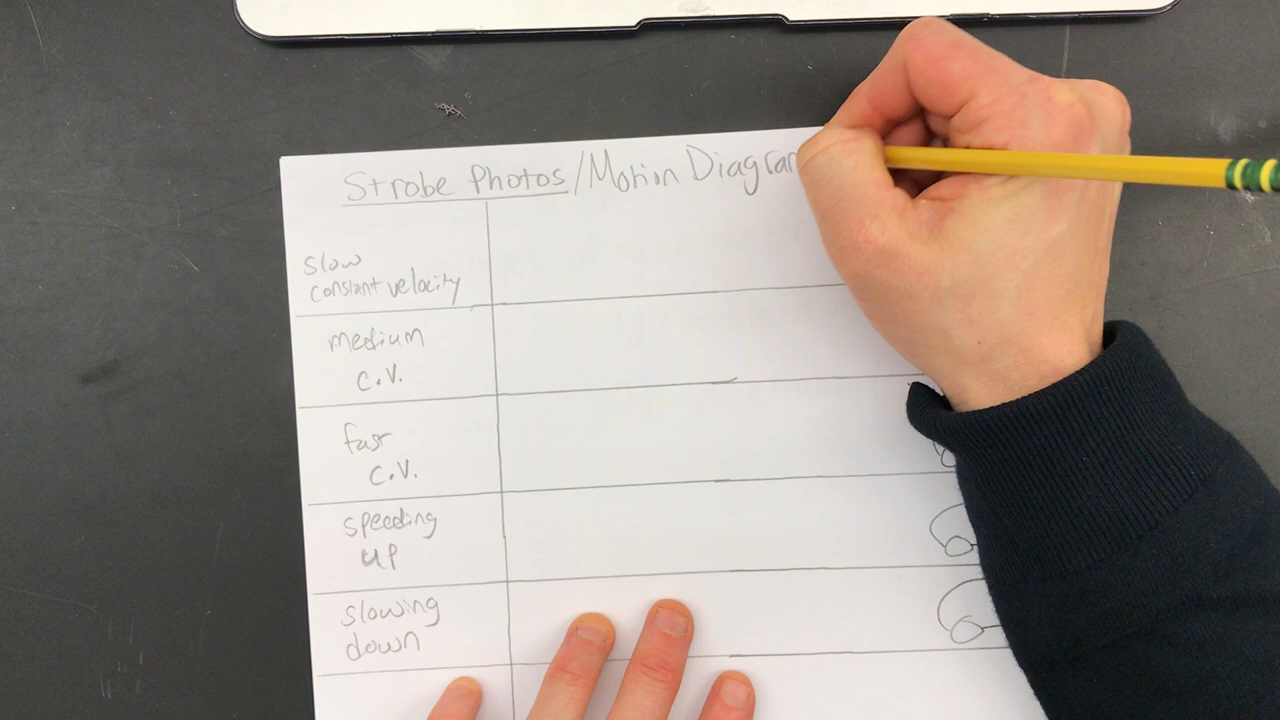 Strobe Photos/Motion Diagram
slow
constant velocity
medium
c.v.
fast
c.v.
speeding
up
slowing
down